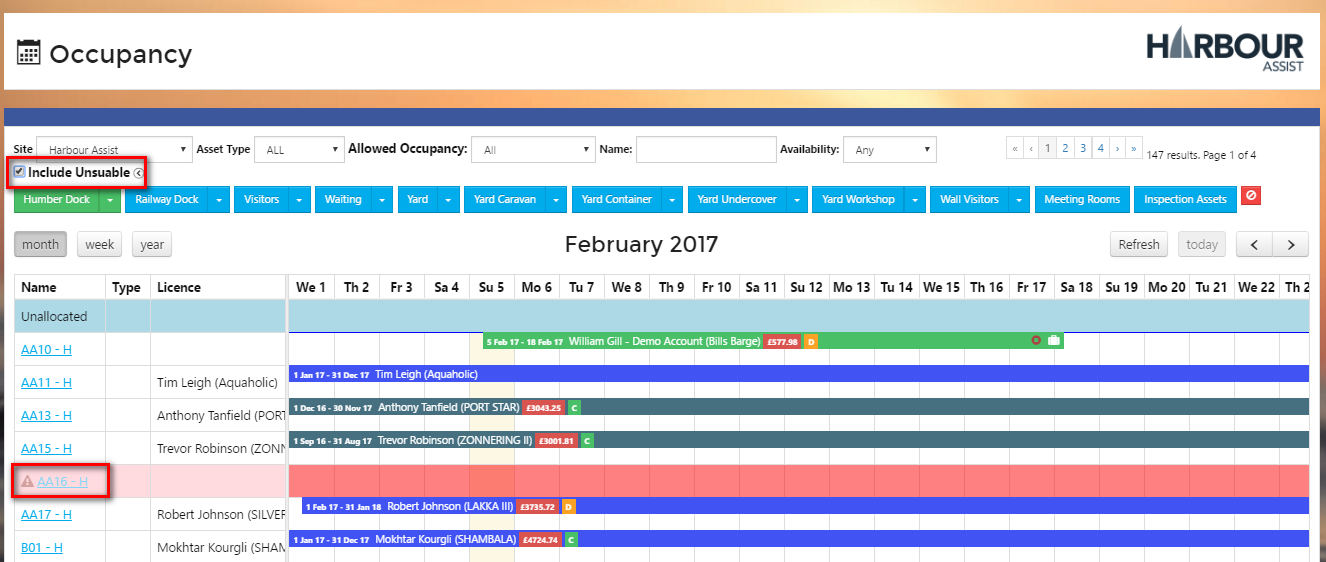 Occupancy
HARBOUR
ASSIST
Site Harbour Assist Asset Type ALL Allowed Occupancy: All Name: Availability: Any « ‹ 1 2 3 4 › » 147 results. Page 1 of 4
Include Unsuable
Humber Dock Railway Dock Visitors Waiting Yard Yard Caravan Yard Container Yard Undercover Yard Workshop Wall Visitors Meeting Rooms Inspection Assets
month week year February 2017 Refresh today
Name Type Licence We 1 Th 2 Fr 3 Sa 4 Su 5 Mo 6 Tu 7 We 8 Th 9 Fr 10 Sa 11 Su 12 Mo 13 Tu 14 We 15 Th 16 Fr 17 Sa 18 Su 19 Mo 20 Tu 21 We 22 Th 2
Unallocated
AA10 - H 5 Feb 17 - 18 Feb 17 William Gill - Demo Account (Bills Barge) £577.98 D
AA11 - H Tim Leigh (Aquaholic) 1 Jan 17 - 31 Dec 17 Tim Leigh (Aquaholic)
AA13 - H Anthony Tanfield (PORT 1 Dec 16 - 30 Nov 17 Anthony Tanfield (PORT STAR) £3043.25 C
AA15 - H Trevor Robinson (ZONN 1 Sep 16 - 31 Aug 17 Trevor Robinson (ZONNERING II) £3001.81 C
AA16 - H
AA17 - H Robert Johnson (SILVER 1 Feb 17 - 31 Jan 18 Robert Johnson (LAKKA III) £3735.72 D
B01 - H Mokhtar Kourgli (SHAM 1 Jan 17 - 31 Dec 17 Mokhtar Kourgli (SHAMBALA) £4724.74 C